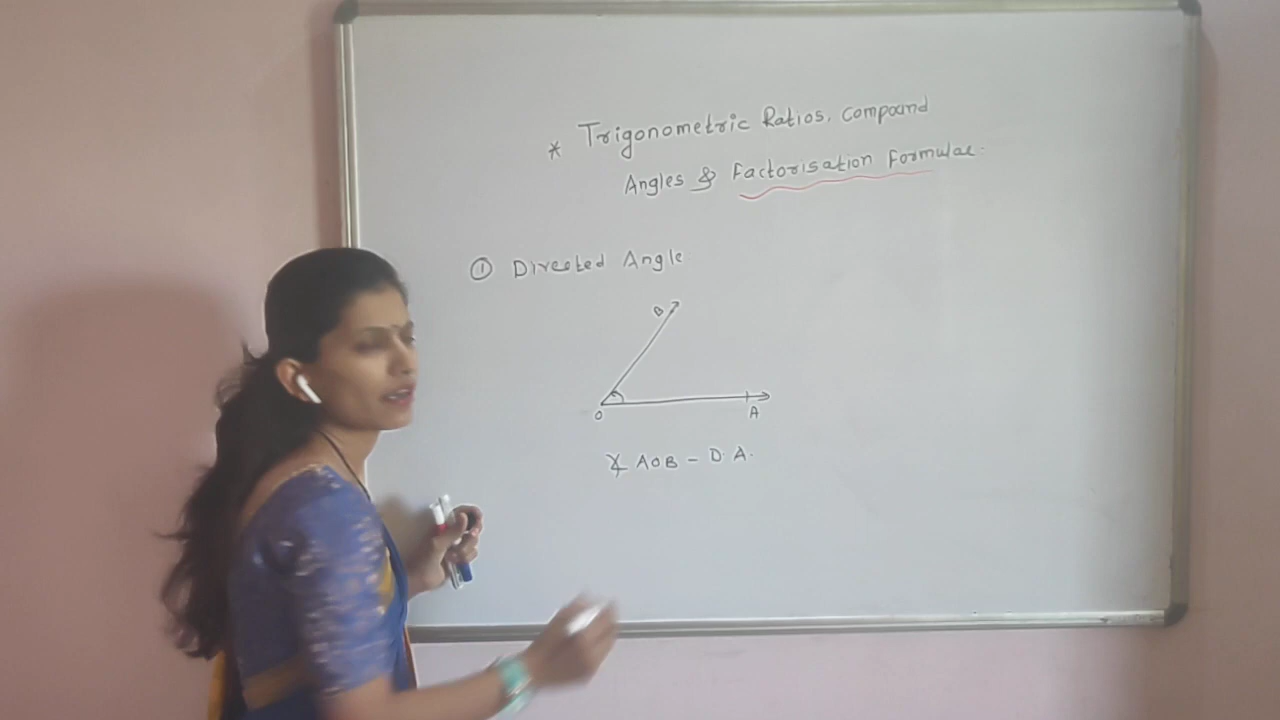 * Trigonometric Ratios, Compound
Angles & Factorisation Formulae.
① Directed Angle.
B
O
A
∡ AOB - D.A.